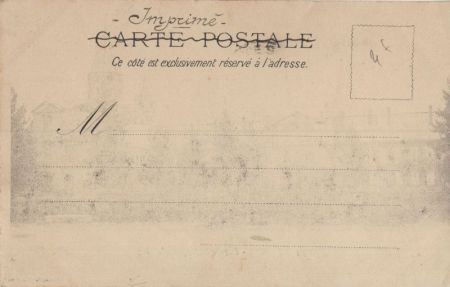 - Imprimé -
CARTE POSTALE
Ce côté est exclusivement réservé à l'adresse.
M